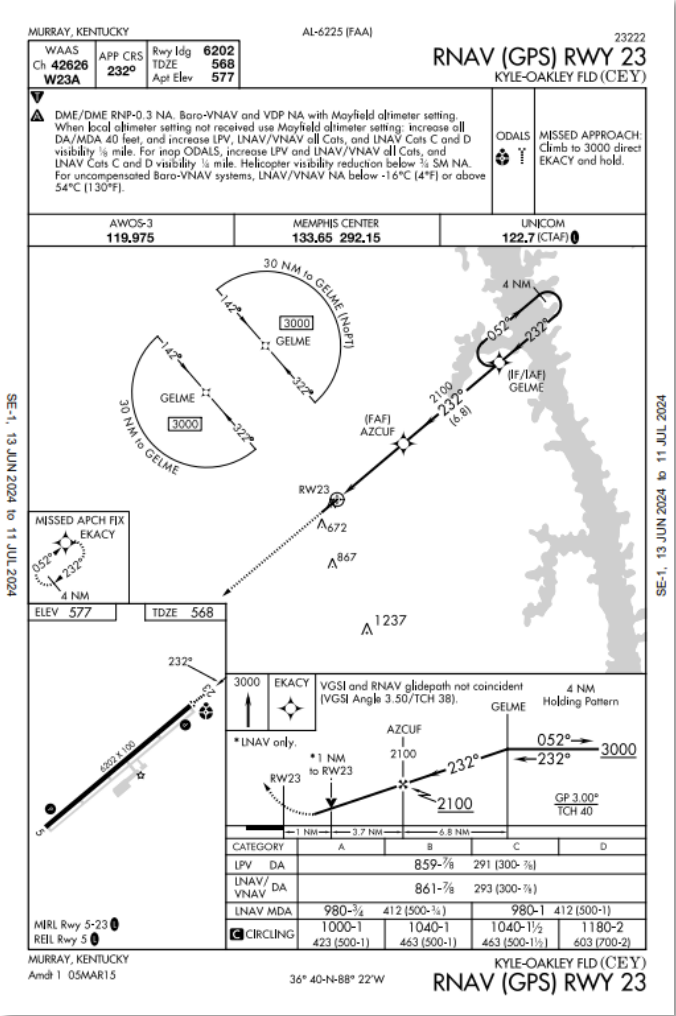 MURRAY, KENTUCKY
AL-6225 (FAA)
23222
WAAS
Ch 42626
W23A
APP CRS
232°
Rwy ldg 6202
TDZE 568
Apt Elev 577
RNAV (GPS) RWY 23
KYLE-OAKLEY FLD (CEY)
T
A
DME/DME RNP-0.3 NA. Baro-VNAV and VDP NA with Mayfield altimeter setting.
When local altimeter setting not received use Mayfield altimeter setting: increase all
DA/MDA 40 feet, and increase LPV, LNAV/VNAV all Cats, and LNAV Cats C and D
visibility ⅛ mile. For inop ODALS, increase LPV and LNAV/VNAV all Cats, and
LNAV Cats C and D visibility ¼ mile. Helicopter visibility reduction below ¾ SM NA.
For uncompensated Baro-VNAV systems, LNAV/VNAV NA below -16°C (4°F) or above
54°C (130°F).
ODALS
MISSED APPROACH:
Climb to 3000 direct
EKACY and hold.
AWOS-3
119.975
MEMPHIS CENTER
133.65 292.15
UNICOM
122.7 (CTAF) L
30 NM to GELME (NoPT)
142°
3000
GELME
322°
142°
GELME
3000
322°
30 NM to GELME
4 NM
052°
232°
(IF/IAF)
GELME
2100
232°
(6.8)
(FAF)
AZCUF
RW23
672
867
1237
MISSED APCH FIX
EKACY
052°
232°
4 NM
SE-1, 13 JUN 2024 to 11 JUL 2024
SE-1, 13 JUN 2024 to 11 JUL 2024
ELEV 577
TDZE 568
232°
23
6202 X 100
5
MIRL Rwy 5-23 L
REIL Rwy 5 L
3000
EKACY
VGSI and RNAV glidepath not coincident
(VGSI Angle 3.50/TCH 38).
4 NM
Holding Pattern
GELME
AZCUF
2100
*LNAV only.
*1 NM
to RW23
RW23
232°
052°
232°
3000
2100
GP 3.00°
TCH 40
1 NM
3.7 NM
6.8 NM
CATEGORY A B C D
LPV DA 859-⅞ 291 (300-⅞)
LNAV/
VNAV DA 861-⅞ 293 (300-⅞)
LNAV MDA 980-¾ 412 (500-¾) 980-1 412 (500-1)
C CIRCLING 1000-1 1040-1 1040-1½ 1180-2
423 (500-1) 463 (500-1) 463 (500-1½) 603 (700-2)
MURRAY, KENTUCKY
Amdt 1 05MAR15
36° 40'N-88° 22'W
KYLE-OAKLEY FLD (CEY)
RNAV (GPS) RWY 23